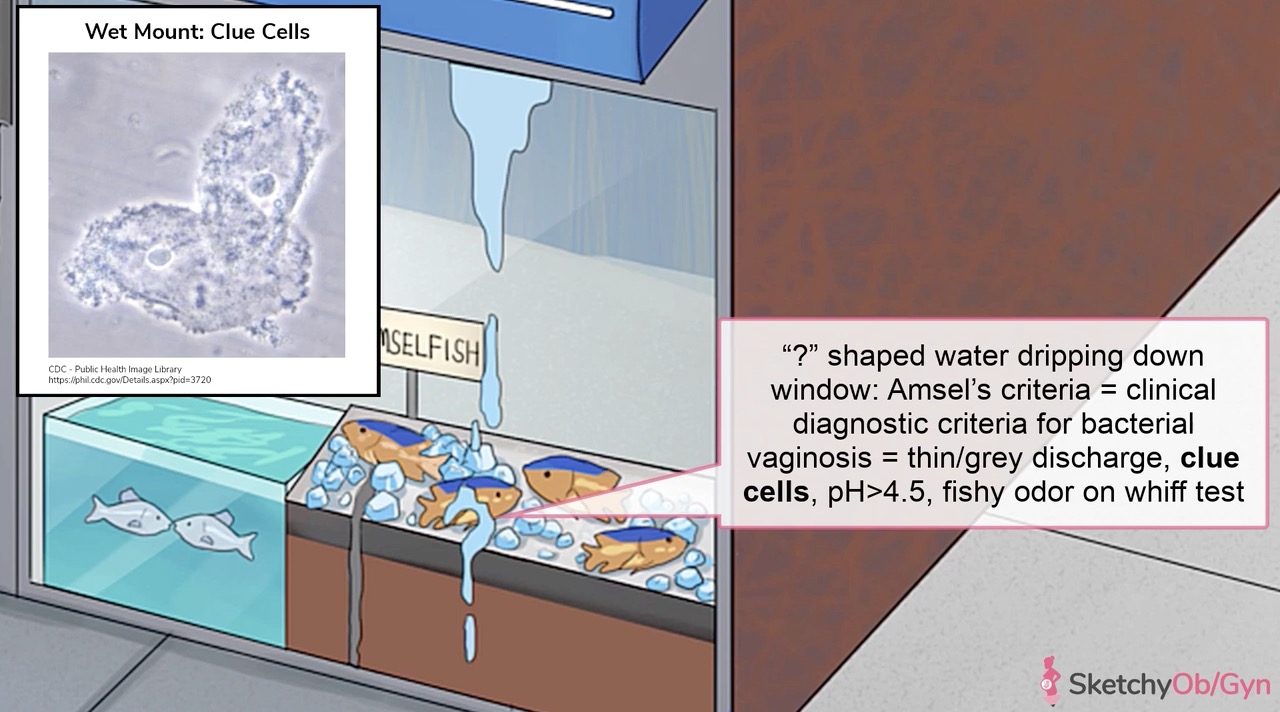 Wet Mount: Clue Cells
CDC - Public Health Image Library
https://phil.cdc.gov/Details.aspx?pid=3720
MSELFISH
“?” shaped water dripping down
window: Amsel’s criteria = clinical
diagnostic criteria for bacterial
vaginosis = thin/grey discharge, clue
cells, pH>4.5, fishy odor on whiff test
SketchyOb/Gyn